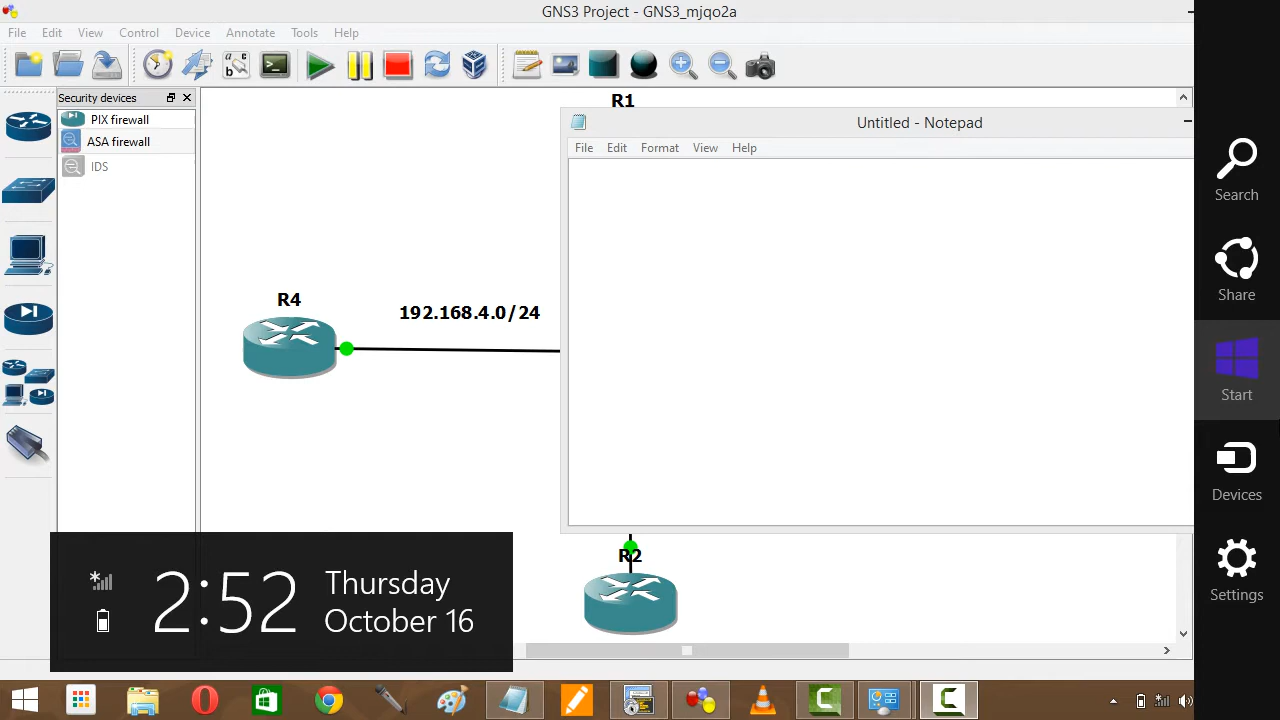 GNS3 Project - GNS3_mjqo2a
File Edit View Control Device Annotate Tools Help
Security devices
PIX firewall
ASA firewall
IDS
R1
Untitled - Notepad
File Edit Format View Help
R4
192.168.4.0/24
R2
2:52
Thursday
October 16
Search
Share
Start
Devices
Settings